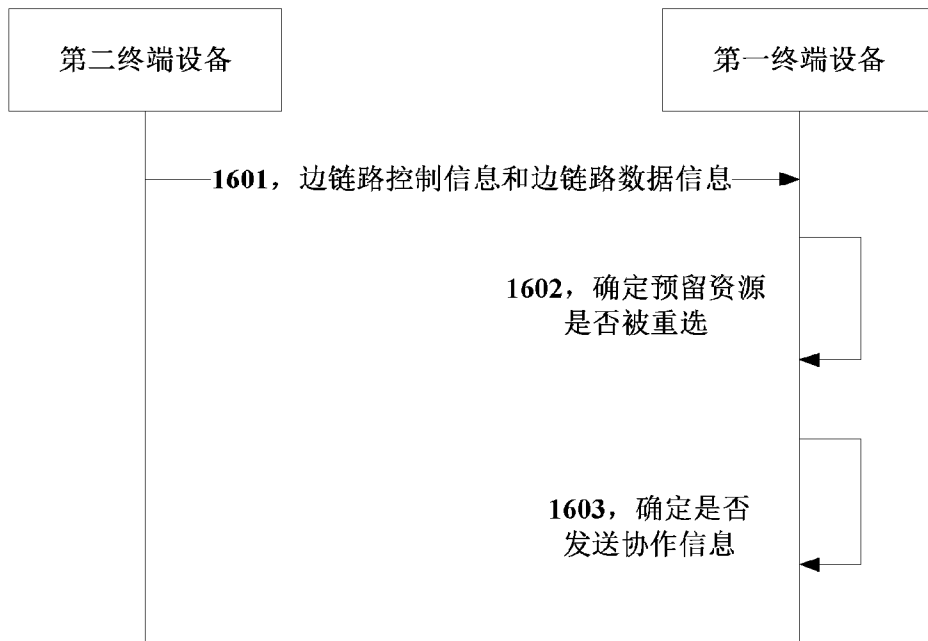 第二终端设备
第一终端设备
1601，边链路控制信息和边链路数据信息
1602，确定预留资源
是否被重选
1603，确定是否
发送协作信息